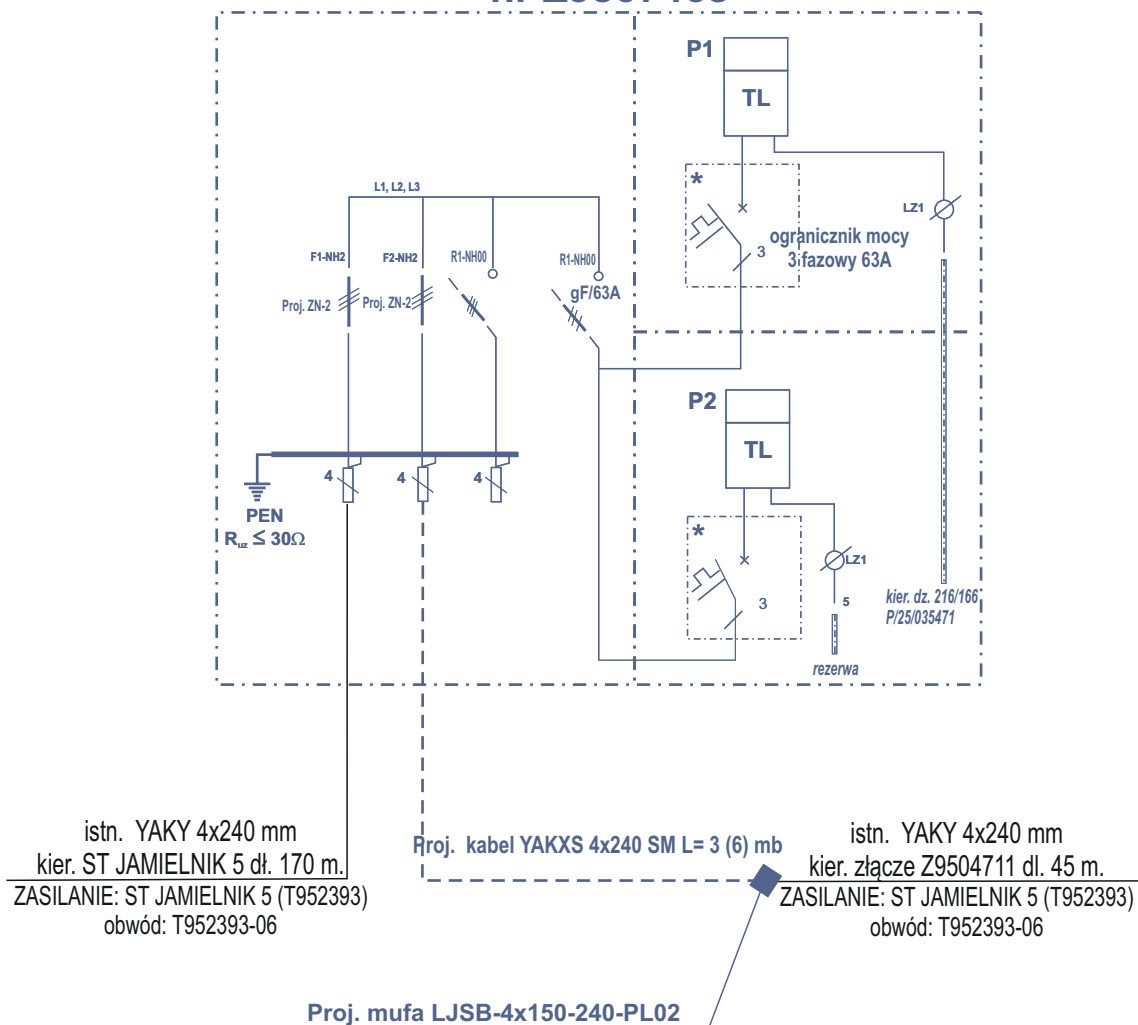 P1
TL
*
ogranicznik mocy
3 fazowy 63A
3
LZ1
L1, L2, L3
F1-NH2
F2-NH2
R1-NH00
R1-NH00
gF/63A
Proj. ZN-2
Proj. ZN-2
P2
TL
*
3
LZ1
5
rezerwa
kier. dz. 216/166
P/25/035471
4
4
4
PEN
Ruz ≤ 30Ω
istn. YAKY 4x240 mm
kier. ST JAMIELNIK 5 dł. 170 m.
ZASILANIE: ST JAMIELNIK 5 (T952393)
obwód: T952393-06
Proj. kabel YAKXS 4x240 SM L= 3 (6) mb
istn. YAKY 4x240 mm
kier. złącze Z9504711 dl. 45 m.
ZASILANIE: ST JAMIELNIK 5 (T952393)
obwód: T952393-06
Proj. mufa LJSB-4x150-240-PL02